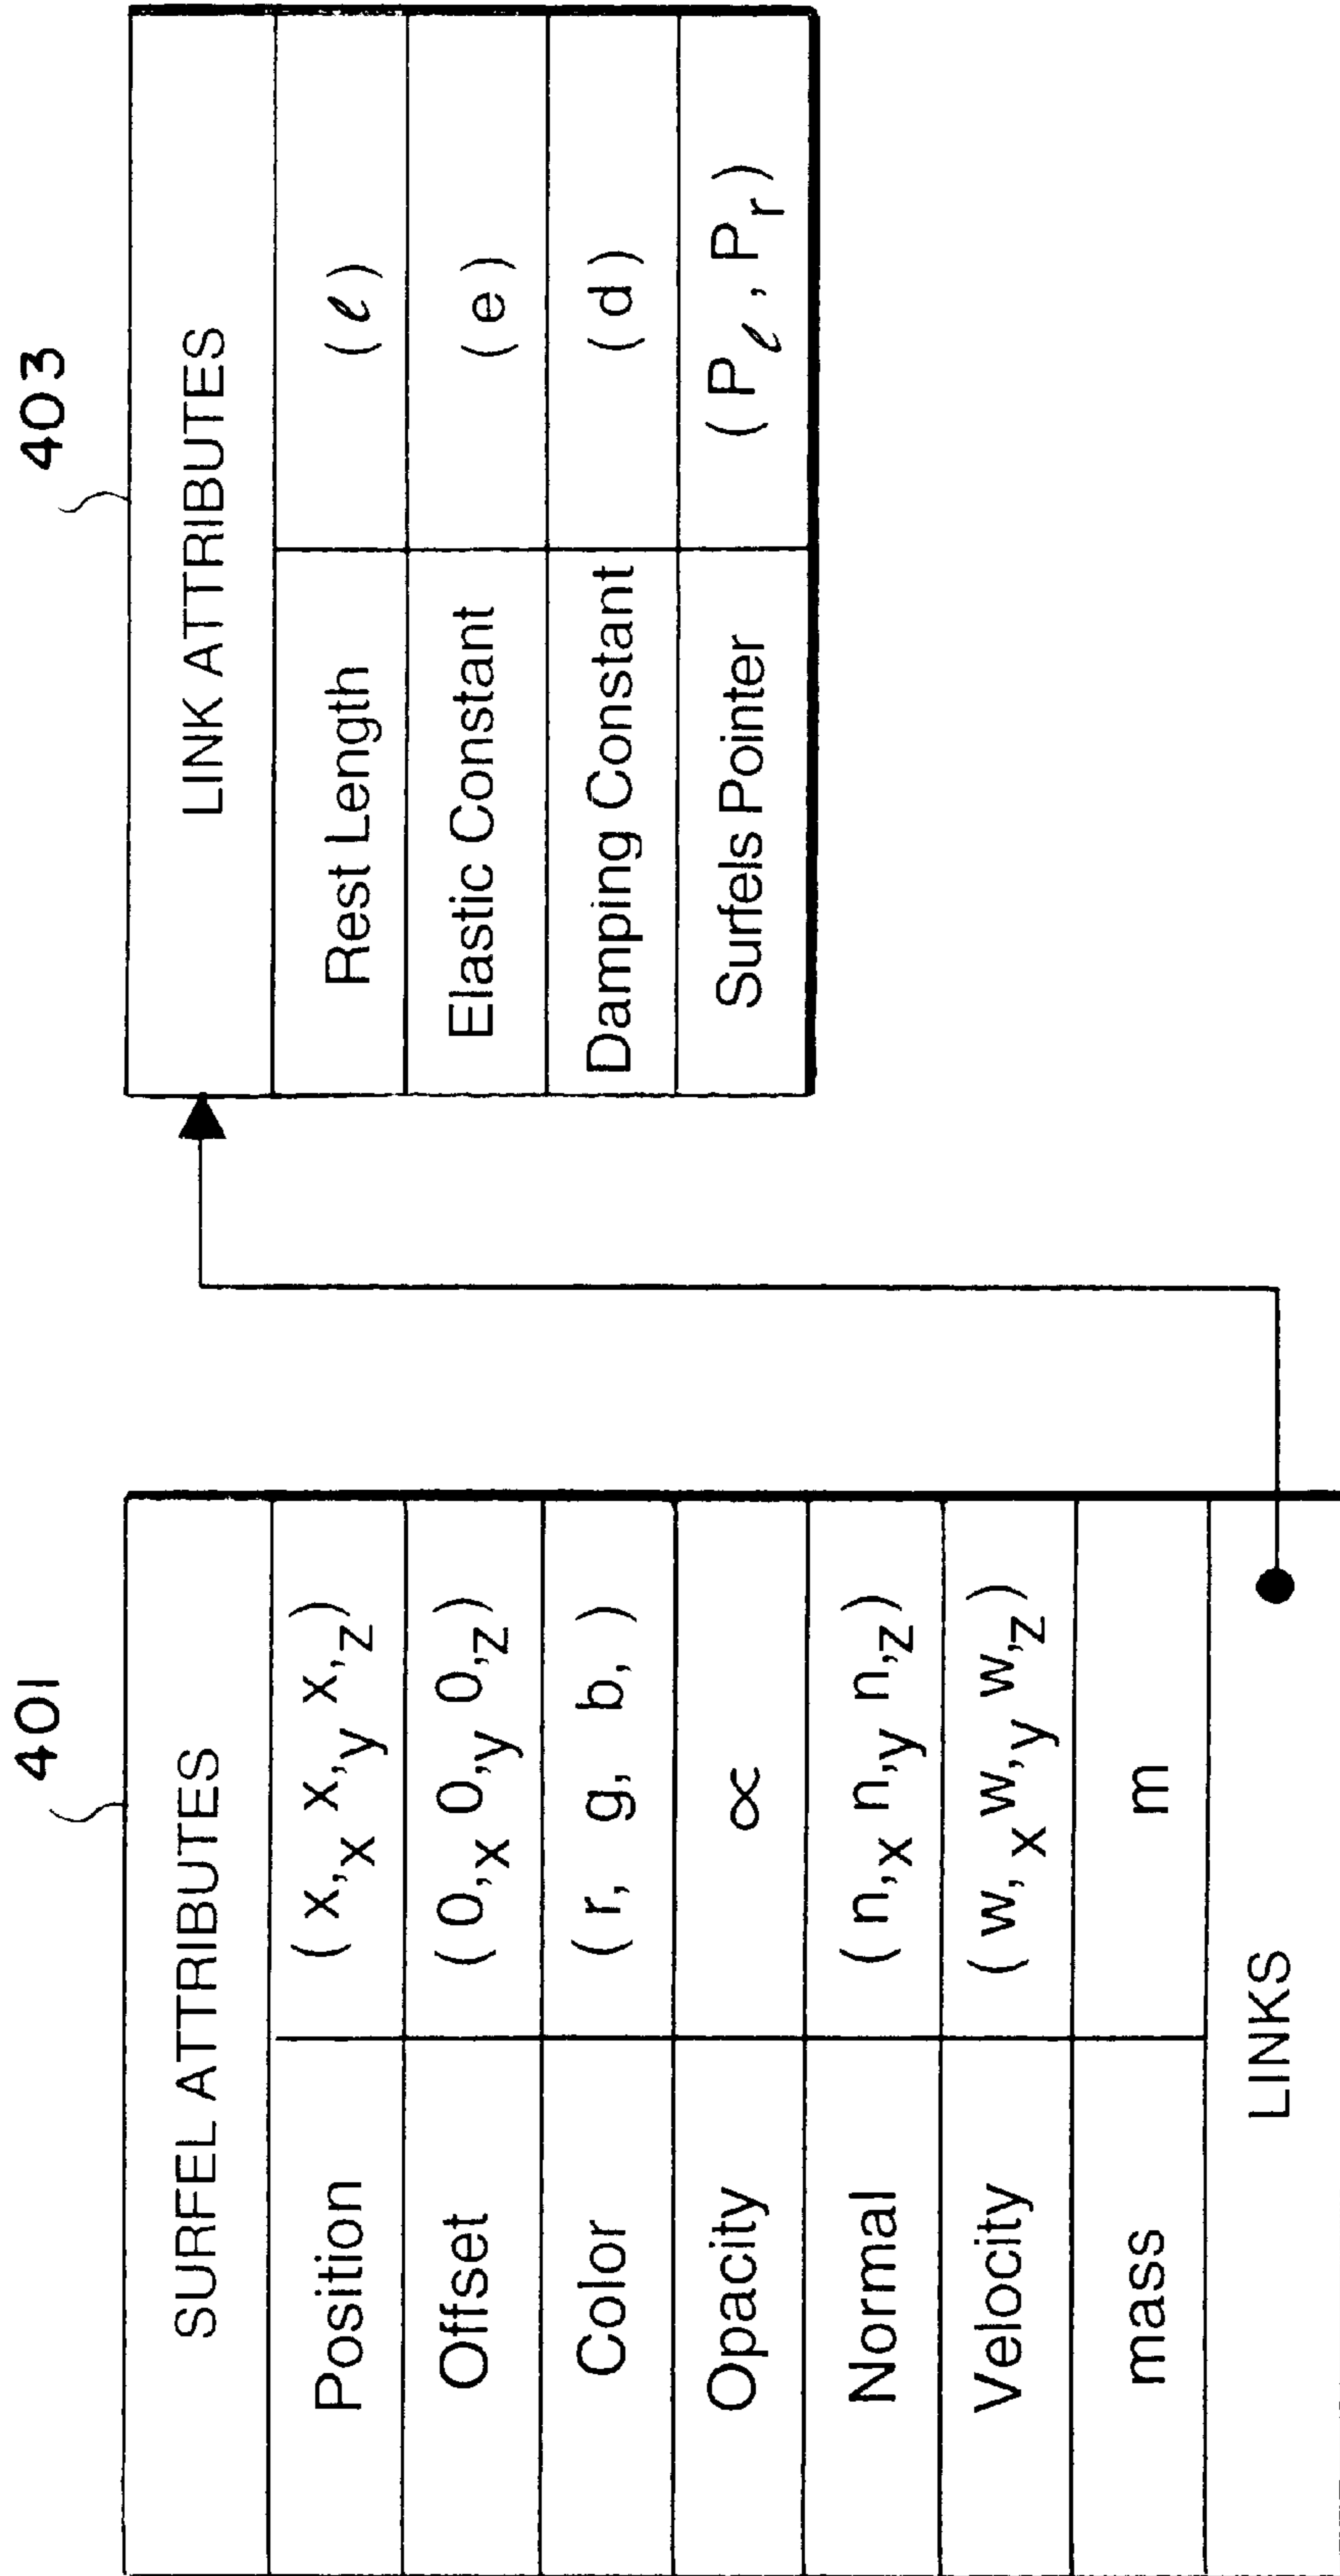 401
SURFEL ATTRIBUTES
Position ( x,x x,y x,z )
Offset ( 0,x 0,y 0,z )
Color ( r, g, b, )
Opacity ∝
Normal ( n,x n,y n,z )
Velocity ( w,x w,y w,z )
mass m
LINKS
403
LINK ATTRIBUTES
Rest Length ( ℓ )
Elastic Constant ( e )
Damping Constant ( d )
Surfels Pointer ( Pℓ , Pr )